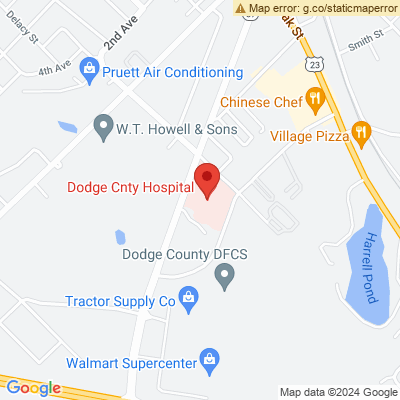 Map error: g.co/staticmaperror
Delacy St
2nd Ave
4th Ave
Oak St
Smith St
23
Pruett Air Conditioning
Chinese Chef
W.T. Howell & Sons
Village Pizza
Dodge Cnty Hospital
Harrell Pond
Dodge County DFCS
Tractor Supply Co
Walmart Supercenter
Google
Map data ©2024 Google